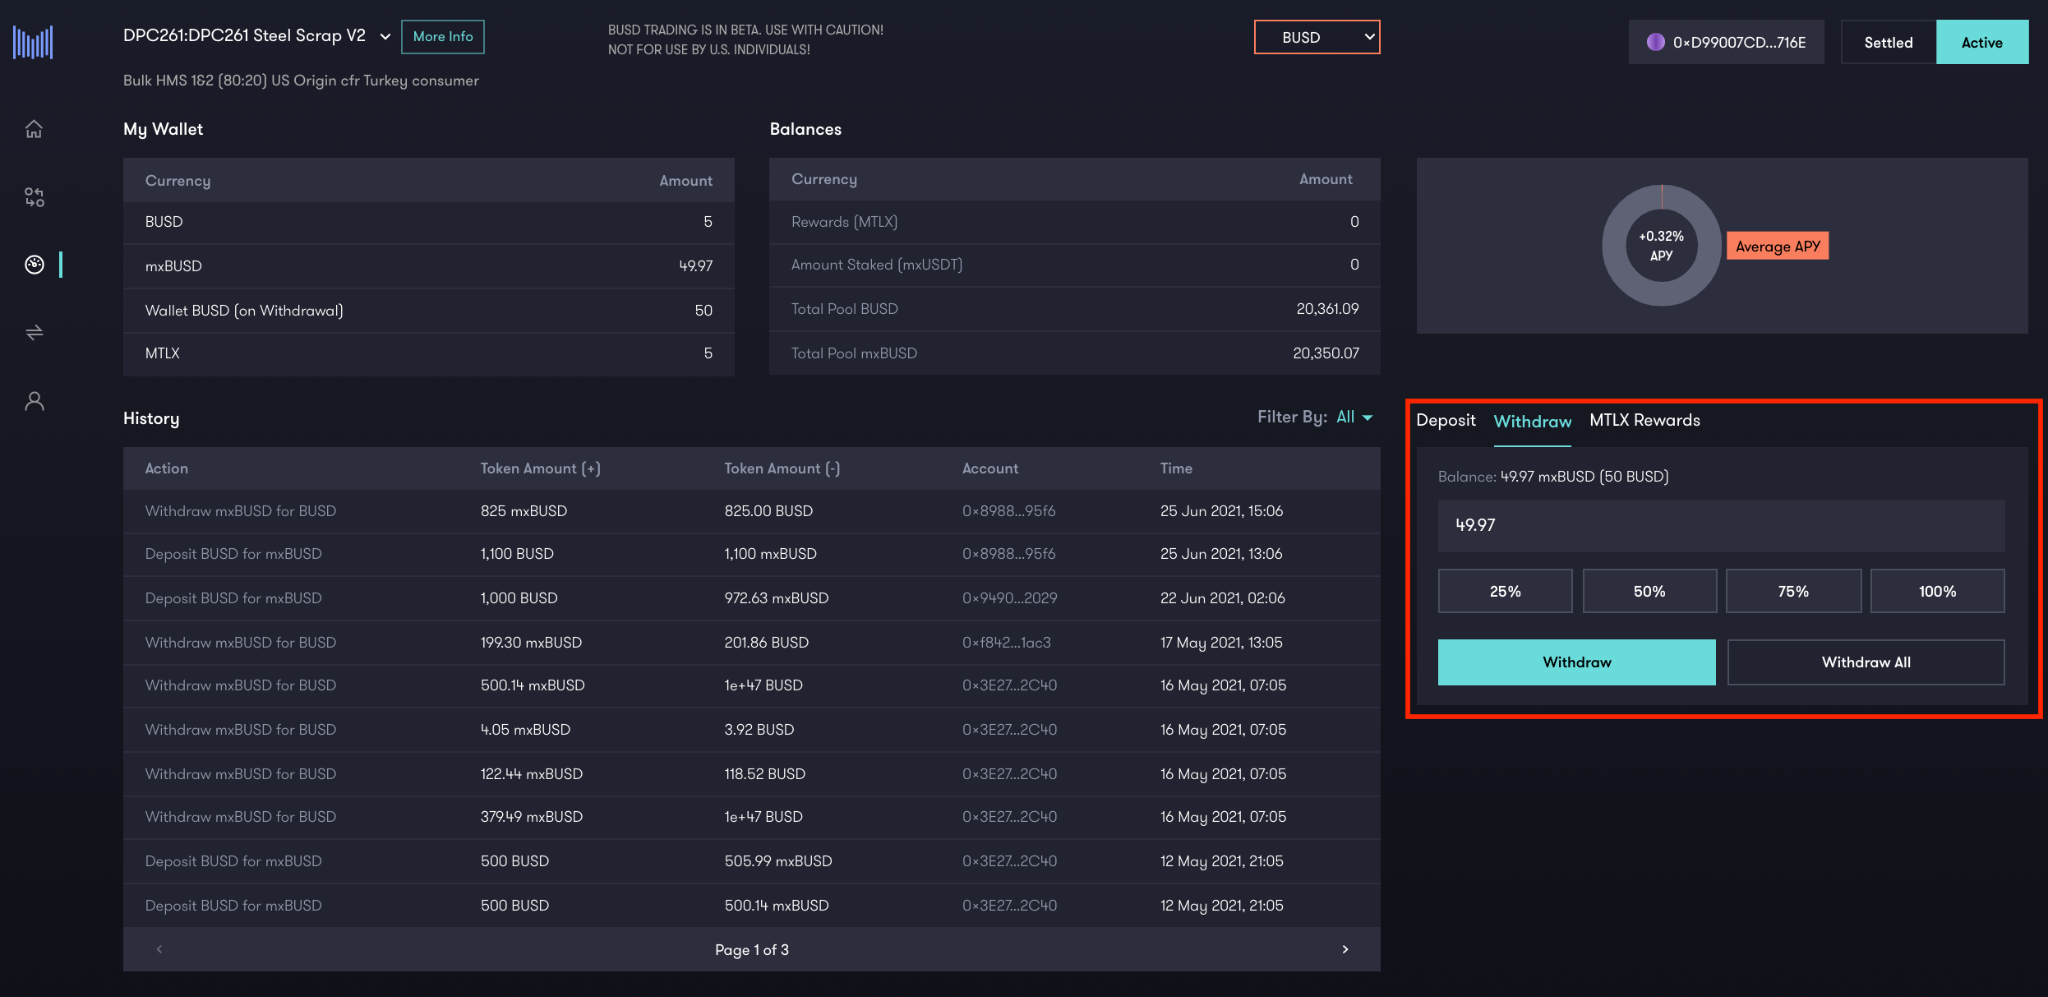 DPC261:DPC261 Steel Scrap V2
More Info
BUSD TRADING IS IN BETA. USE WITH CAUTION!
NOT FOR USE BY U.S. INDIVIDUALS!
BUSD
0×D99007CD...716E
Settled
Active
Bulk HMS 1&2 (80:20) US Origin cfr Turkey consumer
My Wallet
Currency Amount
BUSD 5
mxBUSD 49.97
Wallet BUSD (on Withdrawal) 50
MTLX 5
Balances
Currency Amount
Rewards (MTLX) 0
Amount Staked (mxUSDT) 0
Total Pool BUSD 20,361.09
Total Pool mxBUSD 20,350.07
+0.32%
APY
Average APY
History
Filter By: All
Action Token Amount (+) Token Amount (-) Account Time
Withdraw mxBUSD for BUSD 825 mxBUSD 825.00 BUSD 0×8988...95f6 25 Jun 2021, 15:06
Deposit BUSD for mxBUSD 1,100 BUSD 1,100 mxBUSD 0×8988...95f6 25 Jun 2021, 13:06
Deposit BUSD for mxBUSD 1,000 BUSD 972.63 mxBUSD 0×9490...2029 22 Jun 2021, 02:06
Withdraw mxBUSD for BUSD 199.30 mxBUSD 201.86 BUSD 0×f842...1ac3 17 May 2021, 13:05
Withdraw mxBUSD for BUSD 500.14 mxBUSD 1e+47 BUSD 0×3E27...2C40 16 May 2021, 07:05
Withdraw mxBUSD for BUSD 4.05 mxBUSD 3.92 BUSD 0×3E27...2C40 16 May 2021, 07:05
Withdraw mxBUSD for BUSD 122.44 mxBUSD 118.52 BUSD 0×3E27...2C40 16 May 2021, 07:05
Withdraw mxBUSD for BUSD 379.49 mxBUSD 1e+47 BUSD 0×3E27...2C40 16 May 2021, 07:05
Deposit BUSD for mxBUSD 500 BUSD 505.99 mxBUSD 0×3E27...2C40 12 May 2021, 21:05
Deposit BUSD for mxBUSD 500 BUSD 500.14 mxBUSD 0×3E27...2C40 12 May 2021, 21:05
Page 1 of 3
Deposit Withdraw MTLX Rewards
Balance: 49.97 mxBUSD (50 BUSD)
49.97
25% 50% 75% 100%
Withdraw Withdraw All